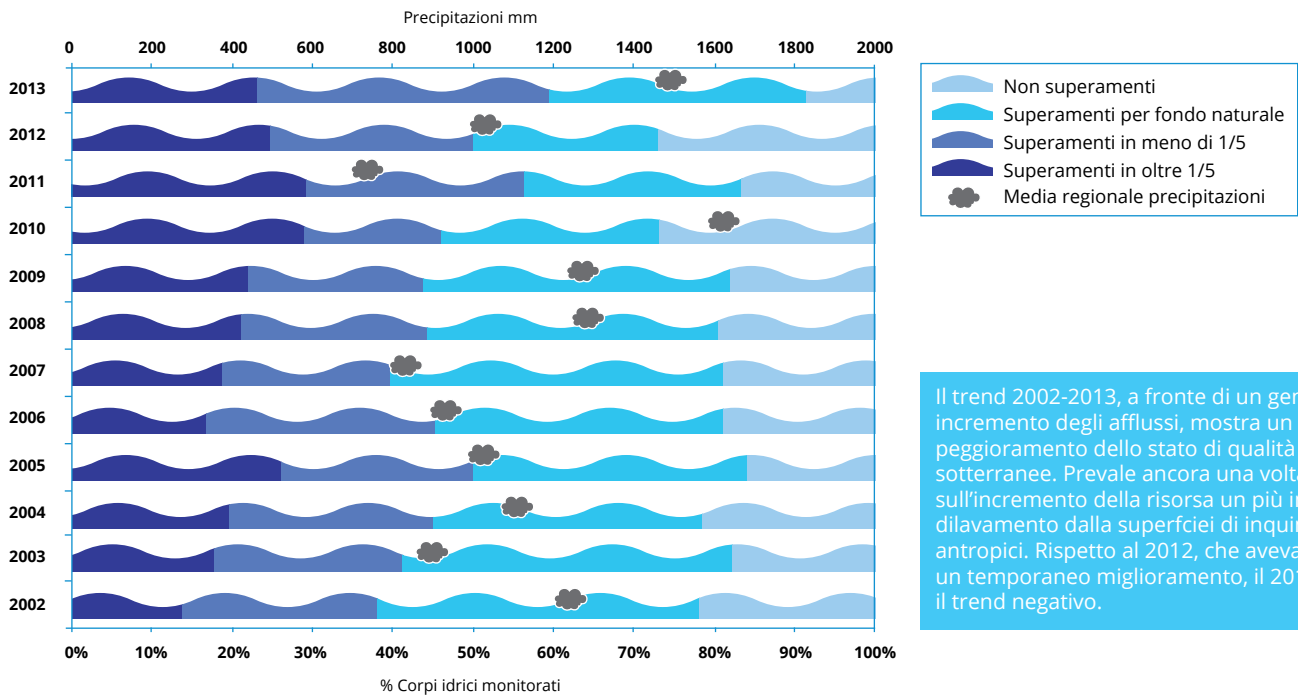 Precipitazioni mm
0 200 400 600 800 1000 1200 1400 1600 1800 2000
2013
2012
2011
2010
2009
2008
2007
2006
2005
2004
2003
2002
0% 10% 20% 30% 40% 50% 60% 70% 80% 90% 100%
% Corpi idrici monitorati
Non superamenti
Superamenti per fondo naturale
Superamenti in meno di 1/5
Superamenti in oltre 1/5
Media regionale precipitazioni
Il trend 2002-2013, a fronte di un
incremento degli afflussi, mostra un
peggioramento dello stato di qualità
sotterranee. Prevale ancora una volta
sull'incremento della risorsa un più
dilavamento dalla superfciei di
antropici. Rispetto al 2012, che
un temporaneo miglioramento, il
il trend negativo.